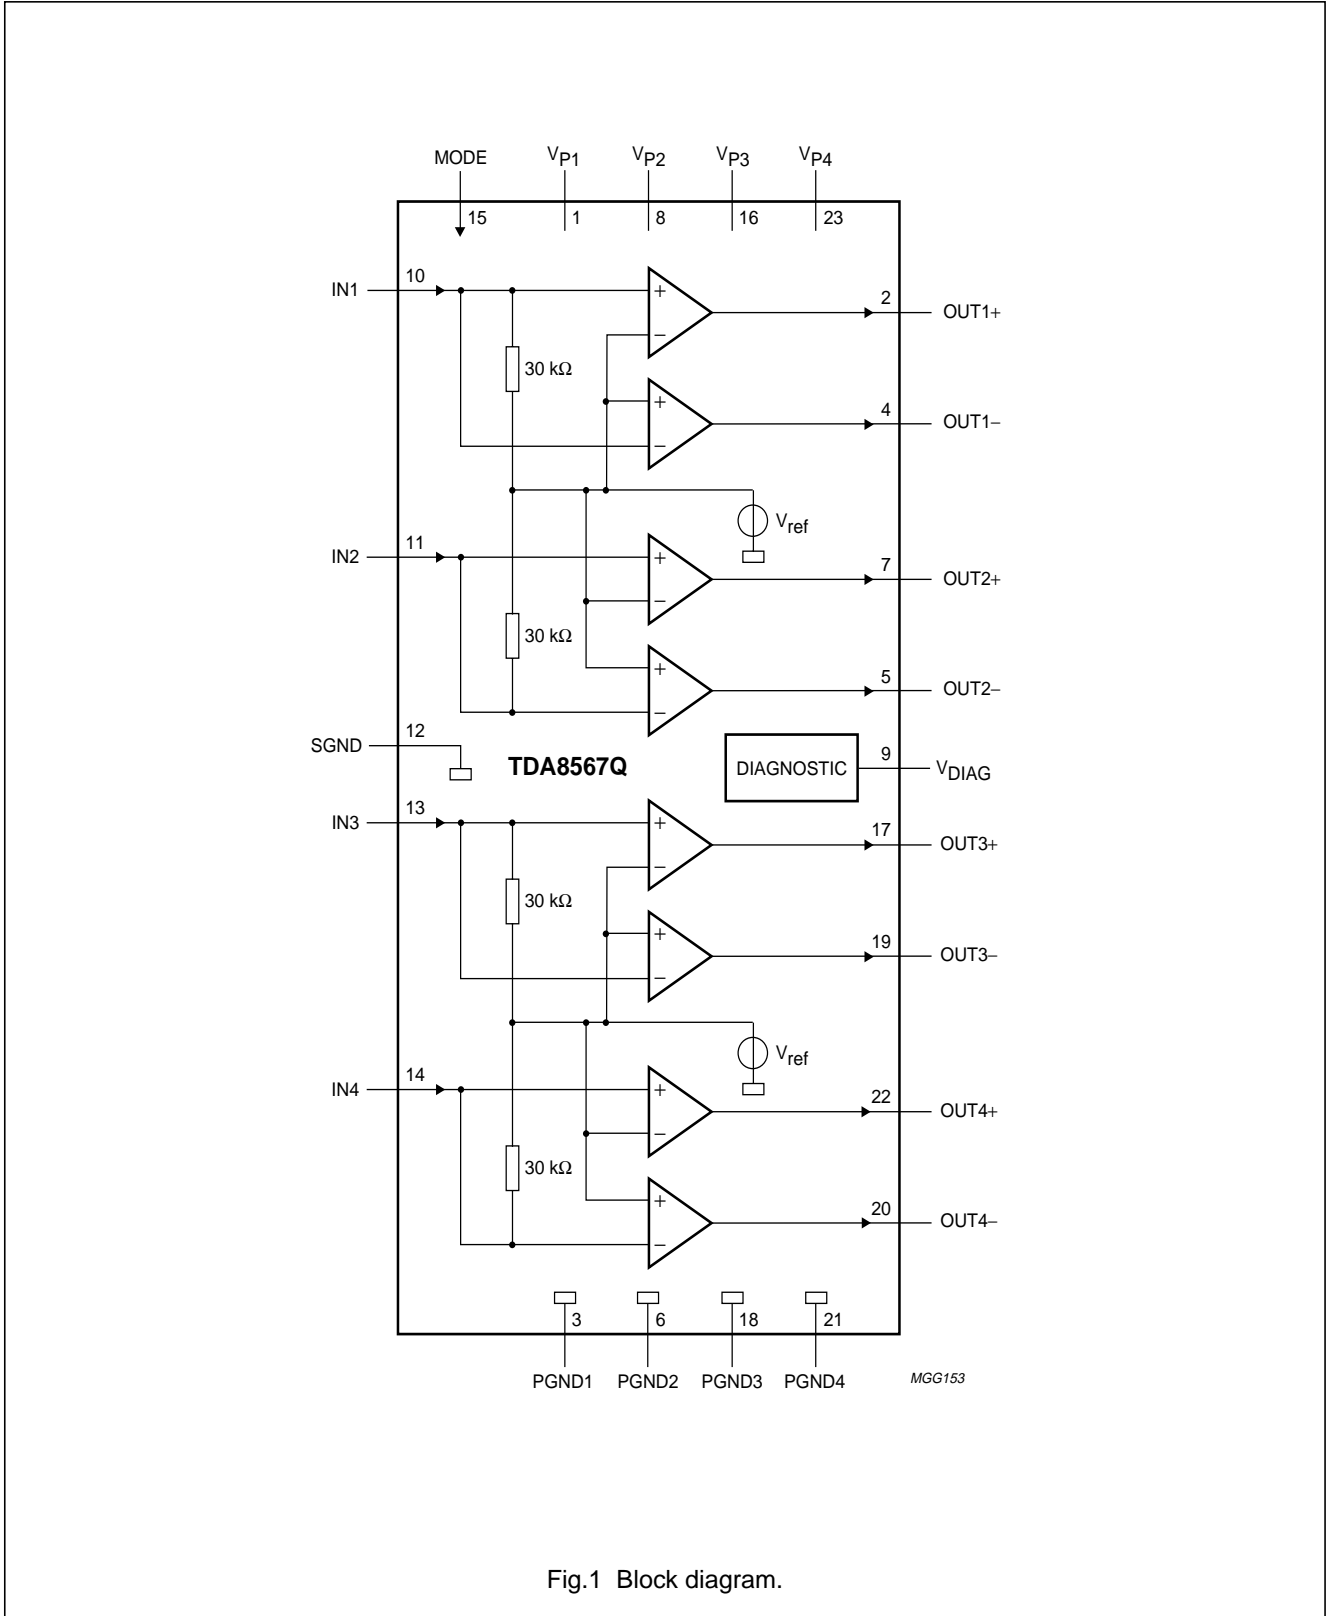 MODE VP1 VP2 VP3 VP4
15 1 8 16 23
IN1 10 + 2 OUT1+
−
30 kΩ
+ 4 OUT1−
−
Vref
IN2 11 + 7 OUT2+
−
30 kΩ
+ 5 OUT2−
−
SGND 12
TDA8567Q DIAGNOSTIC 9 VDIAG
IN3 13 + 17 OUT3+
−
30 kΩ
+ 19 OUT3−
−
Vref
IN4 14 + 22 OUT4+
−
30 kΩ
+ 20 OUT4−
−
3 6 18 21
PGND1 PGND2 PGND3 PGND4 MGG153
Fig.1 Block diagram.